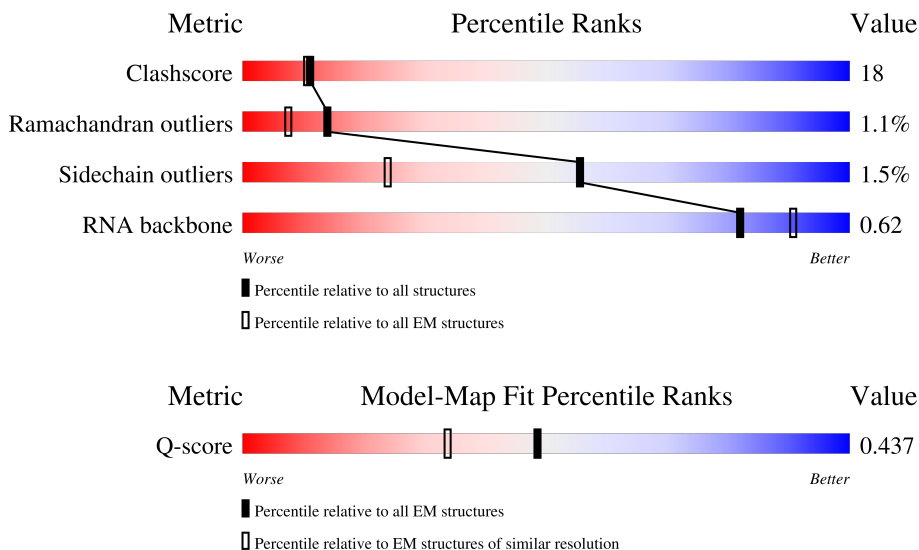 Metric Percentile Ranks Value
Clashscore 18
Ramachandran outliers 1.1%
Sidechain outliers 1.5%
RNA backbone 0.62
Worse Better
Percentile relative to all structures
Percentile relative to all EM structures
Metric Model-Map Fit Percentile Ranks Value
Q-score 0.437
Worse Better
Percentile relative to all EM structures
Percentile relative to EM structures of similar resolution